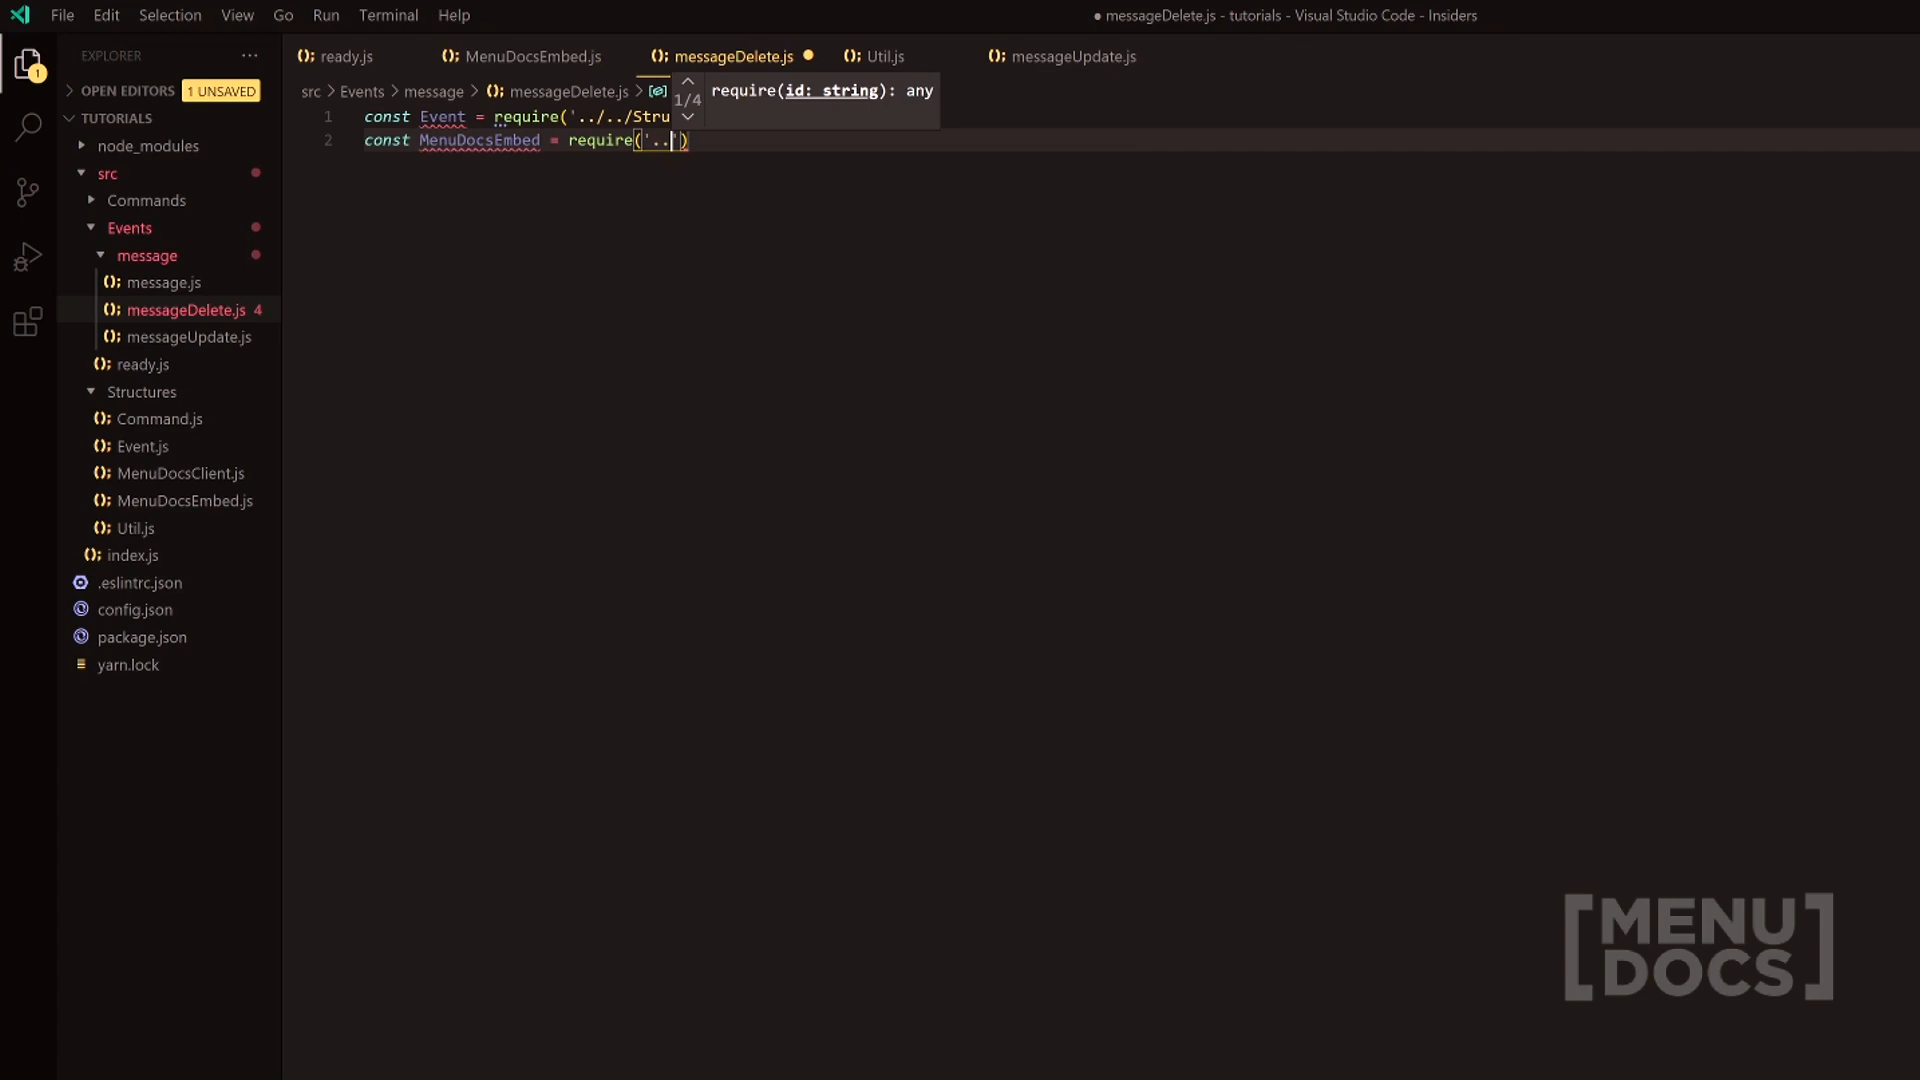 File Edit Selection View Go Run Terminal Help
● messageDelete.js - tutorials - Visual Studio Code - Insiders
EXPLORER ...
ready.js MenuDocsEmbed.js messageDelete.js ● Util.js messageUpdate.js
OPEN EDITORS 1 UNSAVED
src > Events > message > messageDelete.js >
1/4 require(id: string): any
TUTORIALS
1 const Event = require('../../Stru
2 const MenuDocsEmbed = require('..')
node_modules
src
Commands
Events
message
message.js
messageDelete.js 4
messageUpdate.js
ready.js
Structures
Command.js
Event.js
MenuDocsClient.js
MenuDocsEmbed.js
Util.js
index.js
.eslintrc.json
config.json
package.json
yarn.lock
1
[MENU
DOCS]